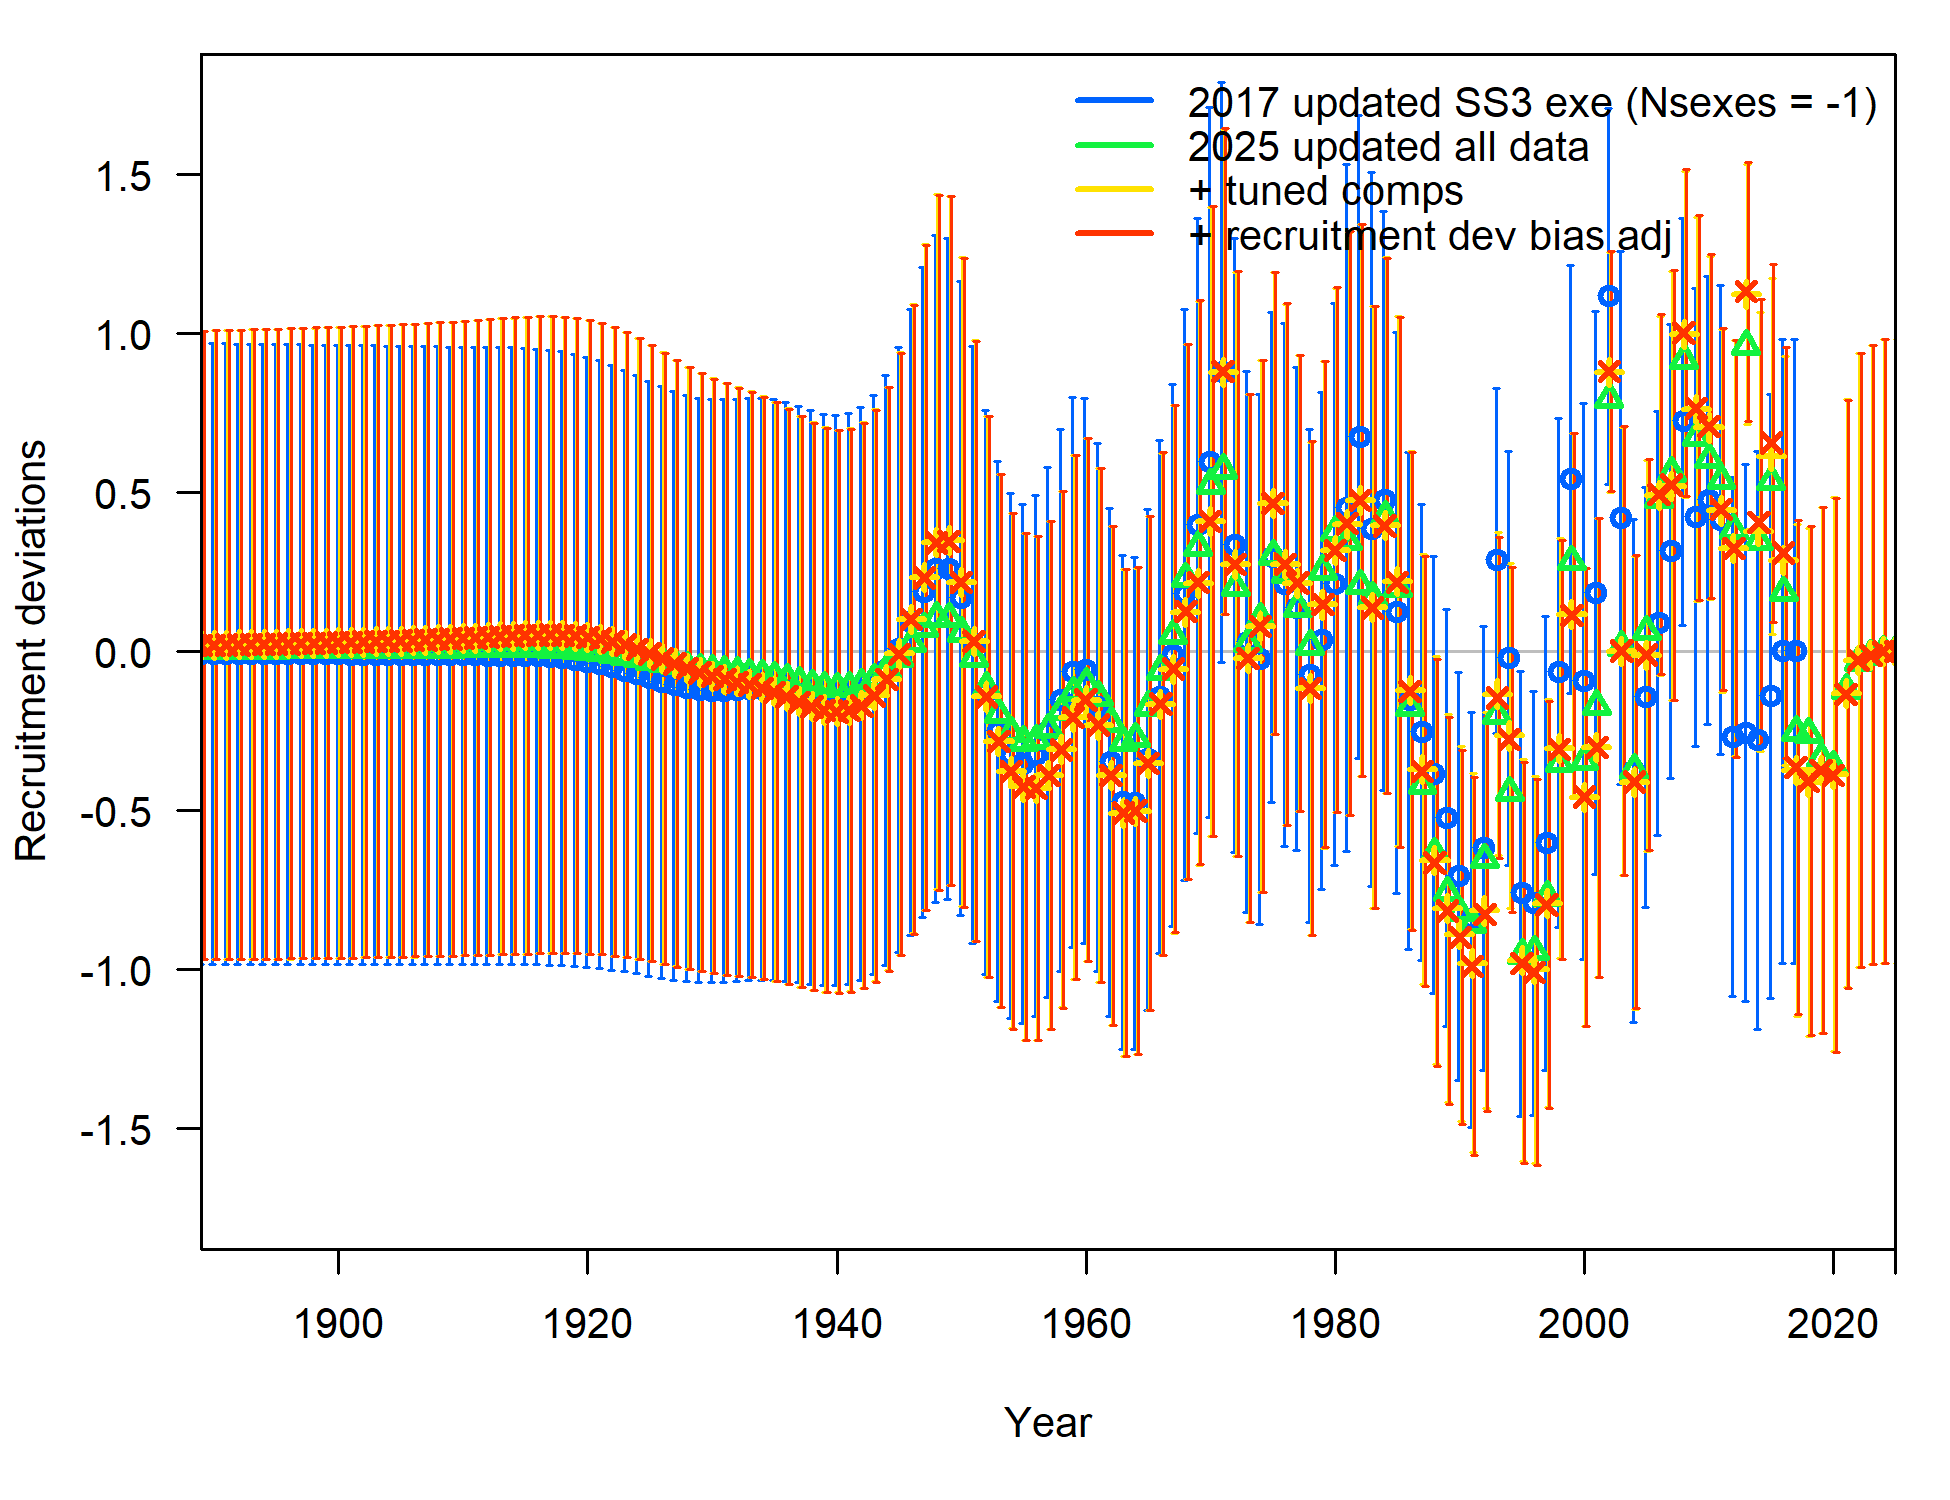 2017 updated SS3 exe (Nsexes = -1)
2025 updated all data
+ tuned comps
+ recruitment dev bias adj
Recruitment deviations
1.5
1.0
0.5
0.0
-0.5
-1.0
-1.5
1900 1920 1940 1960 1980 2000 2020
Year